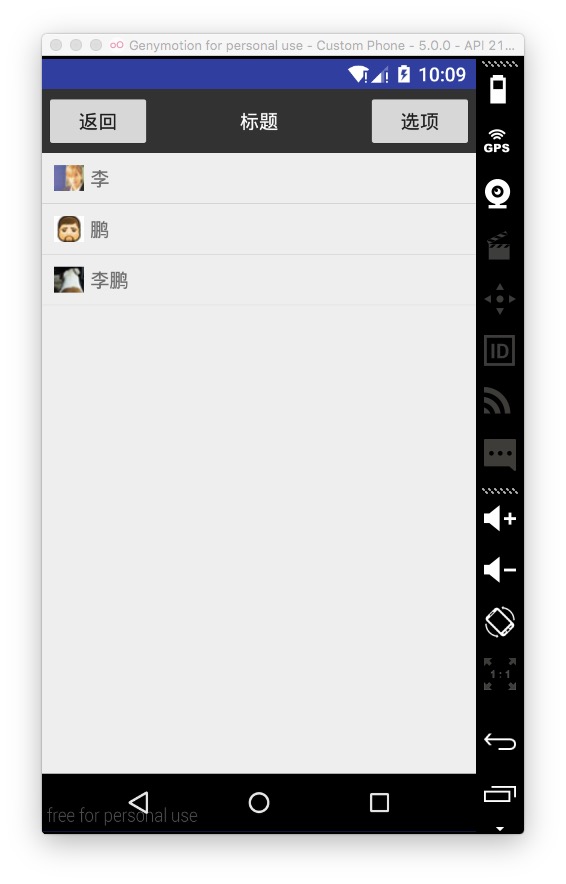 Genymotion for personal use - Custom Phone - 5.0.0 - API 21...
10:09
返回 标题 选项
李
鹏
李鹏
GPS
ID
1:1
free for personal use